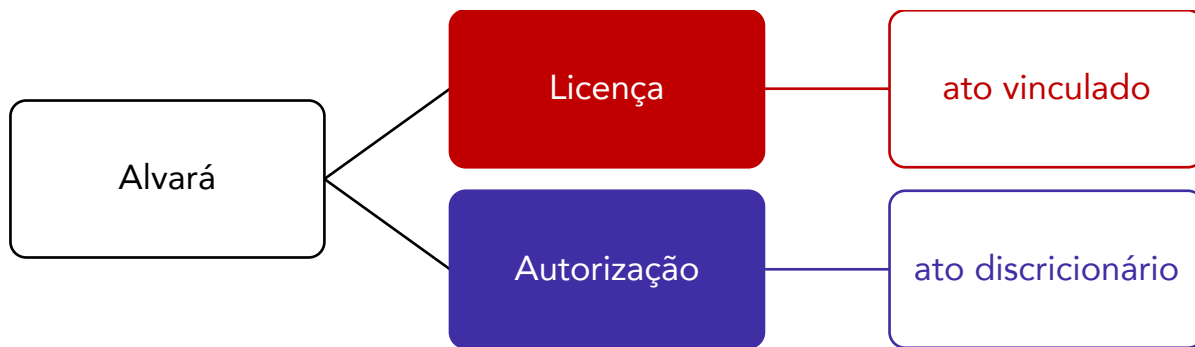 Alvará
Licença
ato vinculado
Autorização
ato discricionário